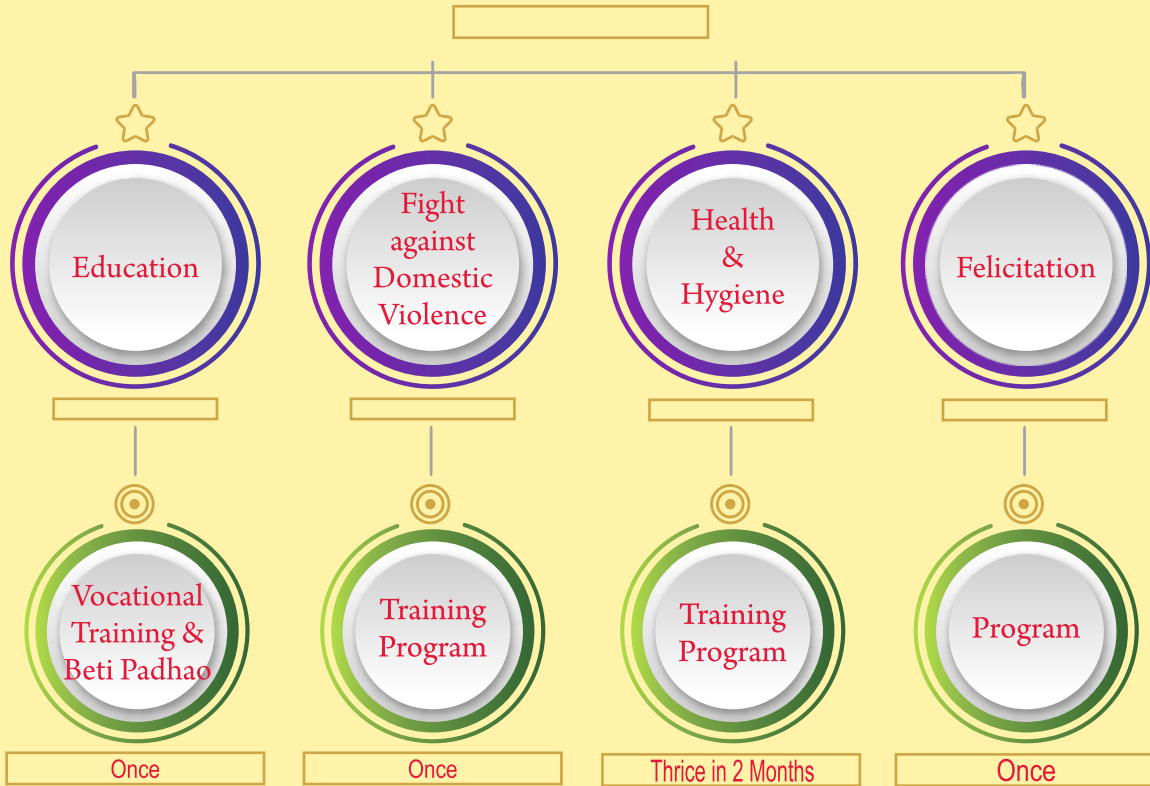 Education
Fight
against
Domestic
Violence
Health
&
Hygiene
Felicitation
Vocational
Training &
Beti Padhao
Training
Program
Training
Program
Program
Once
Once
Thrice in 2 Months
Once